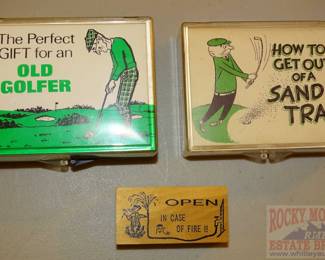 The Perfect
GIFT for an
OLD
GOLFER
HOW TO
GET OUT
OF A
SAND
TRA
OPEN
IN CASE
OF FIRE !!
ROCKY MO
ESTATE BR